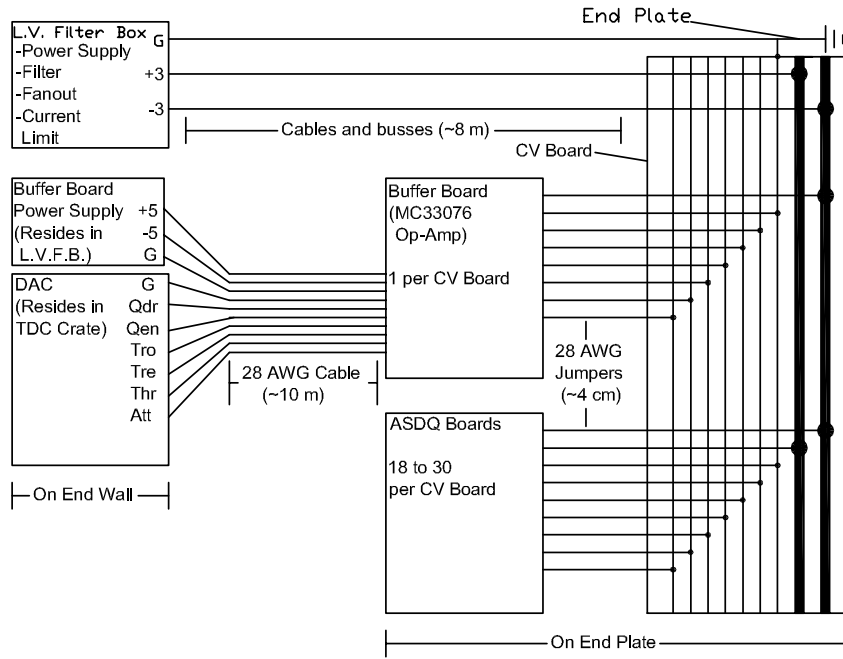 End Plate
L.V. Filter Box G
-Power Supply
-Filter +3
-Fanout
-Current -3
Limit
Cables and busses (~8 m)
CV Board
Buffer Board
Power Supply +5
(Resides in -5
L.V.F.B.) G
Buffer Board
(MC33076
Op-Amp)
1 per CV Board
DAC G
(Resides in Qdr
TDC Crate) Qen
Tro
Tre
Thr
Att
28 AWG Cable
(~10 m)
28 AWG
Jumpers
(~4 cm)
ASDQ Boards
18 to 30
per CV Board
On End Wall
On End Plate